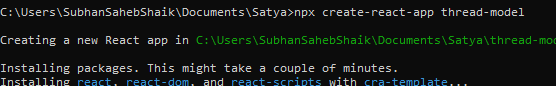 C:\Users\SubhanSahebShaik\Documents\Satya>npx create-react-app thread-model
Creating a new React app in C:\Users\SubhanSahebShaik\Documents\Satya\thread-mo
Installing packages. This might take a couple of minutes.
Installing react, react-dom, and react-scripts with cra-template...